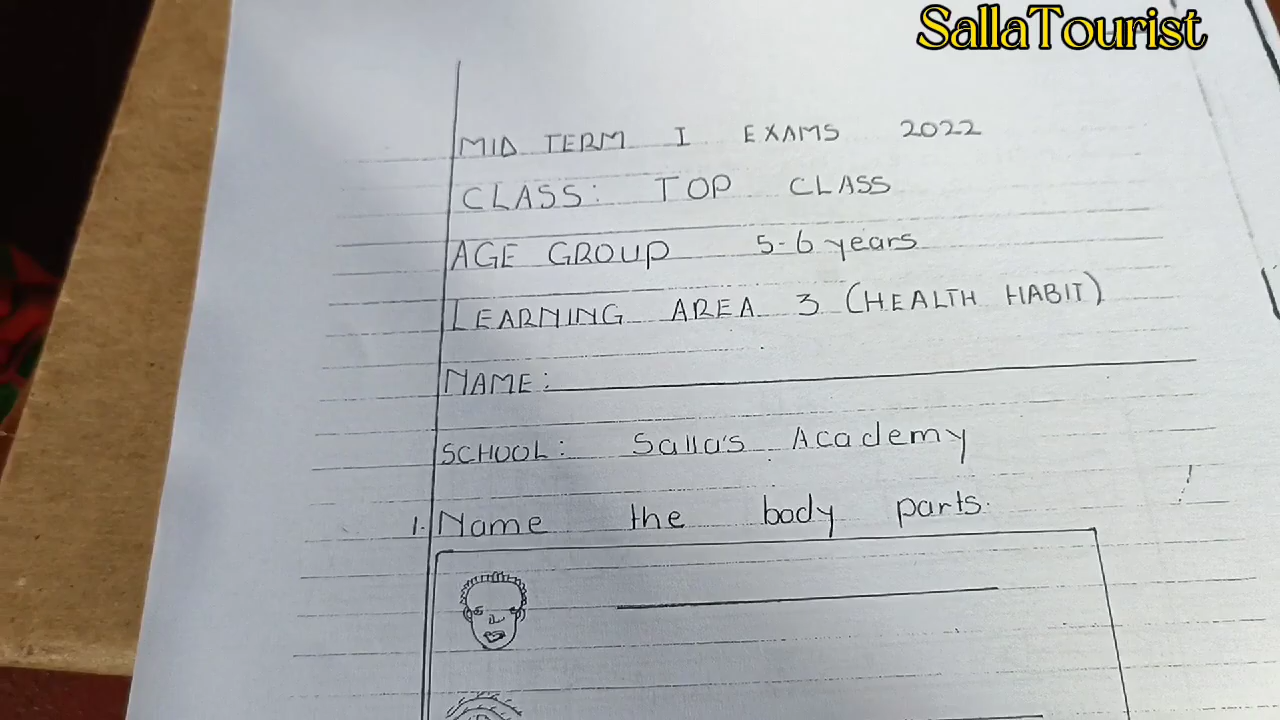 SallaTourist
MID TERM I EXAMS 2022
CLASS: TOP CLASS
AGE GROUP 5-6 years
LEARNING AREA 3 (HEALTH HABIT)
NAME:
SCHOOL: Salla's Academy
1. Name the body parts.